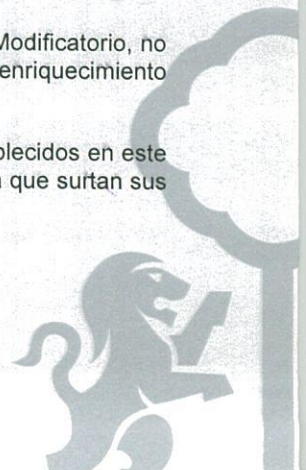 Modificatorio, no
enriquecimiento
blecidos en este
que surtan sus